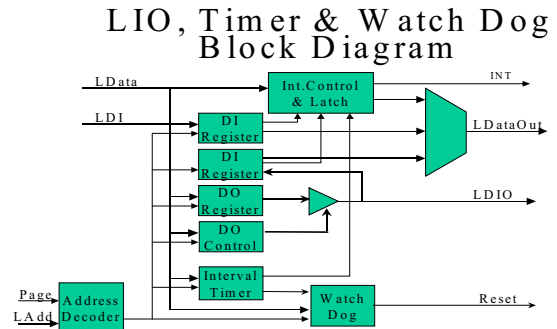 LIO, Timer & Watch Dog
Block Diagram
LData
Int.Control
& Latch
INT
LDI
DI
Register
LDataOut
DI
Register
DO
Register
LDIO
DO
Control
Interval
Timer
Page
LAdd
Address
Decoder
Watch
Dog
Reset